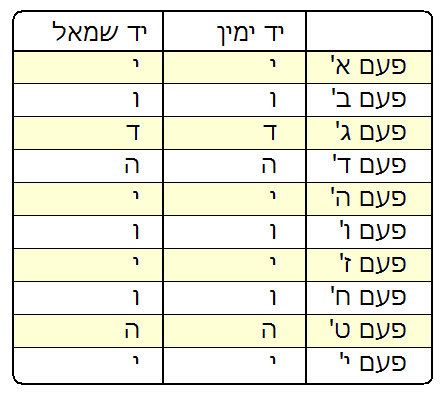 יד ימין יד שמאל
פעם א' י י
פעם ב' ו ו
פעם ג' ד ד
פעם ד' ה ה
פעם ה' י י
פעם ו' ו ו
פעם ז' י י
פעם ח' ו ו
פעם ט' ה ה
פעם י' י י